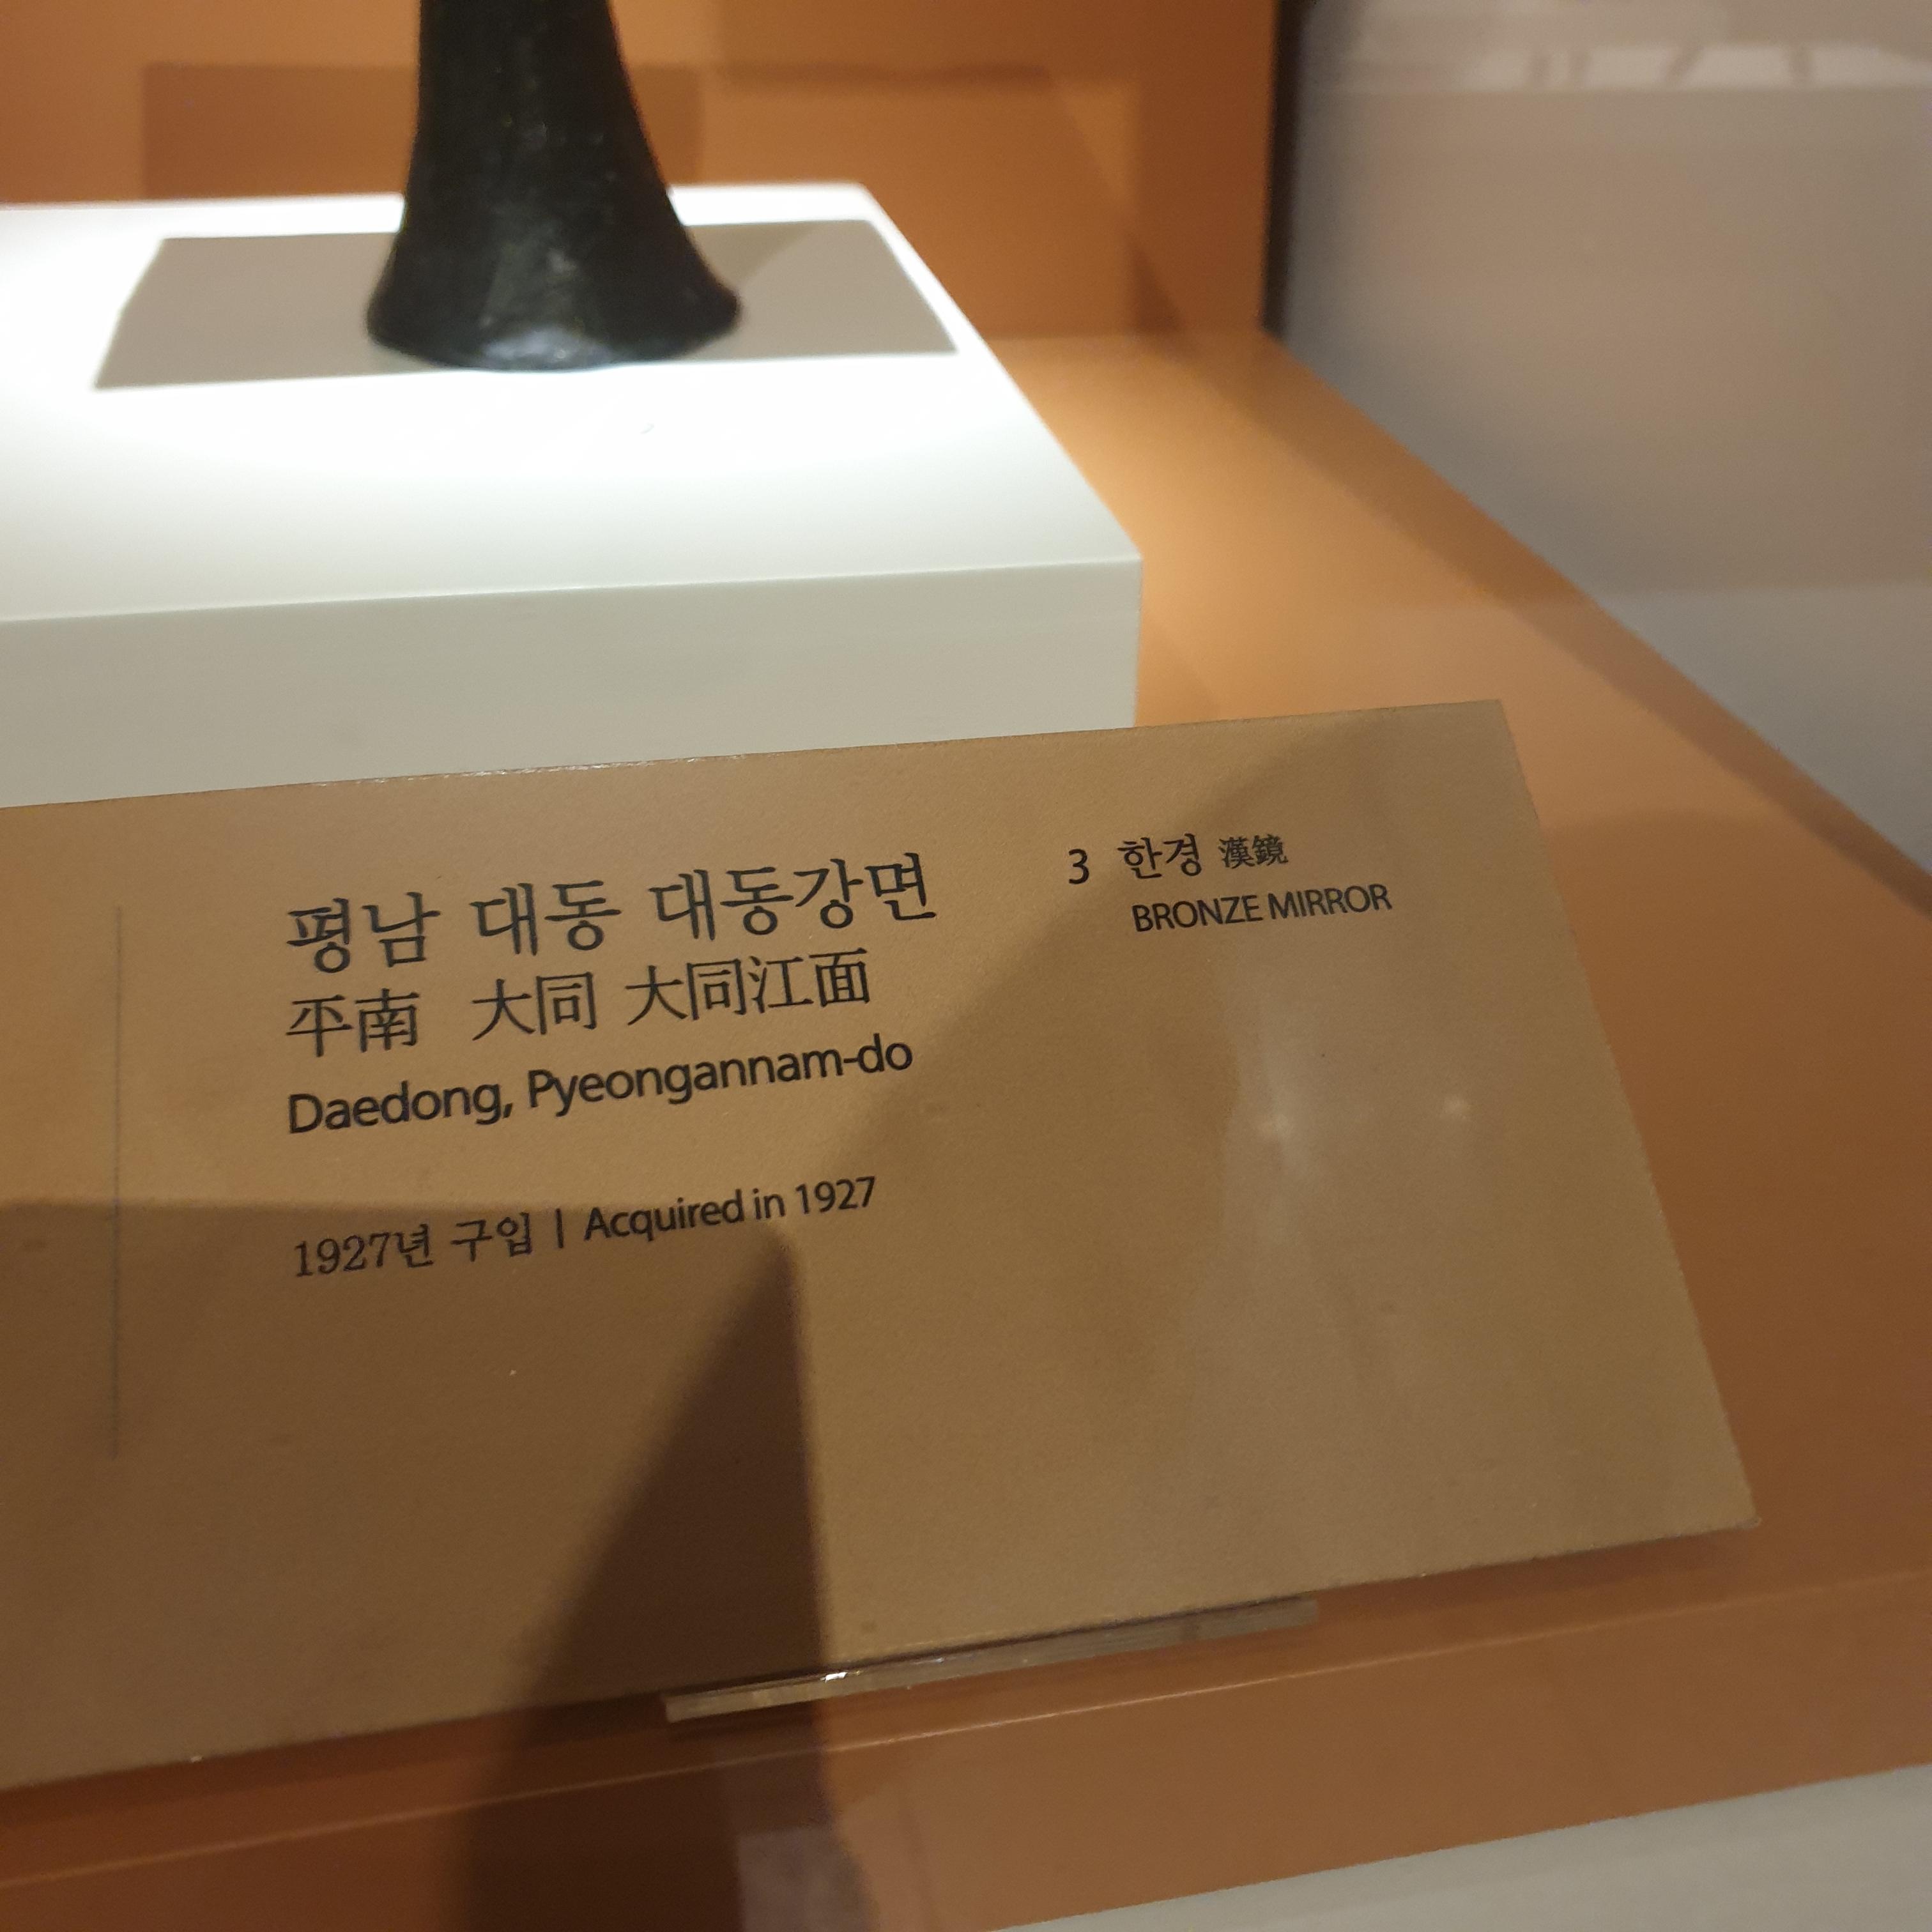 평남 대동 대동강면
平南 大同 大同江面
Daedong, Pyeongannam-do
1927년 구입 | Acquired in 1927
3 한경 漢鏡
BRONZE MIRROR